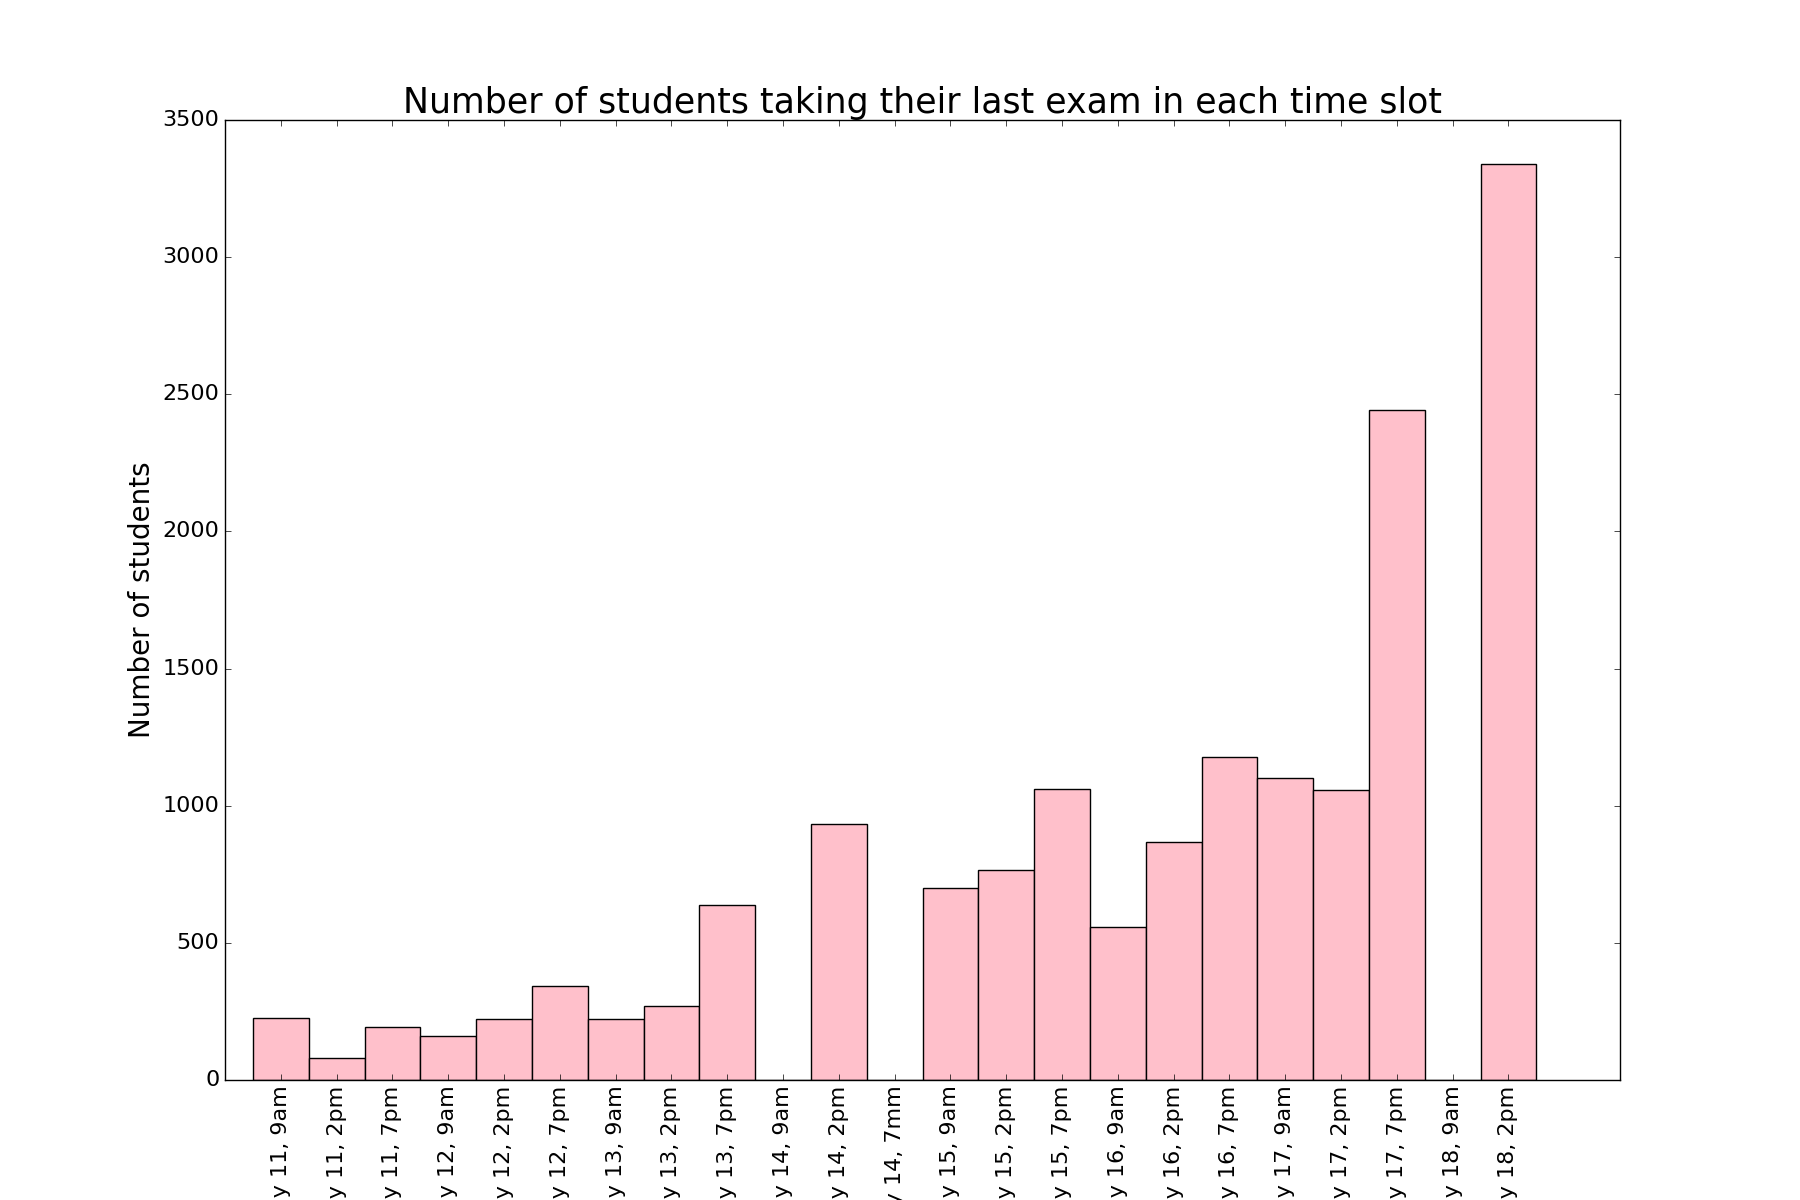 Number of students taking their last exam in each time slot
Number of students
3500
3000
2500
2000
1500
1000
500
0
y 11, 9am
y 11, 2pm
y 11, 7pm
y 12, 9am
y 12, 2pm
y 12, 7pm
y 13, 9am
y 13, 2pm
y 13, 7pm
y 14, 9am
y 14, 2pm
y 14, 7mm
y 15, 9am
y 15, 2pm
y 15, 7pm
y 16, 9am
y 16, 2pm
y 16, 7pm
y 17, 9am
y 17, 2pm
y 17, 7pm
y 18, 9am
y 18, 2pm